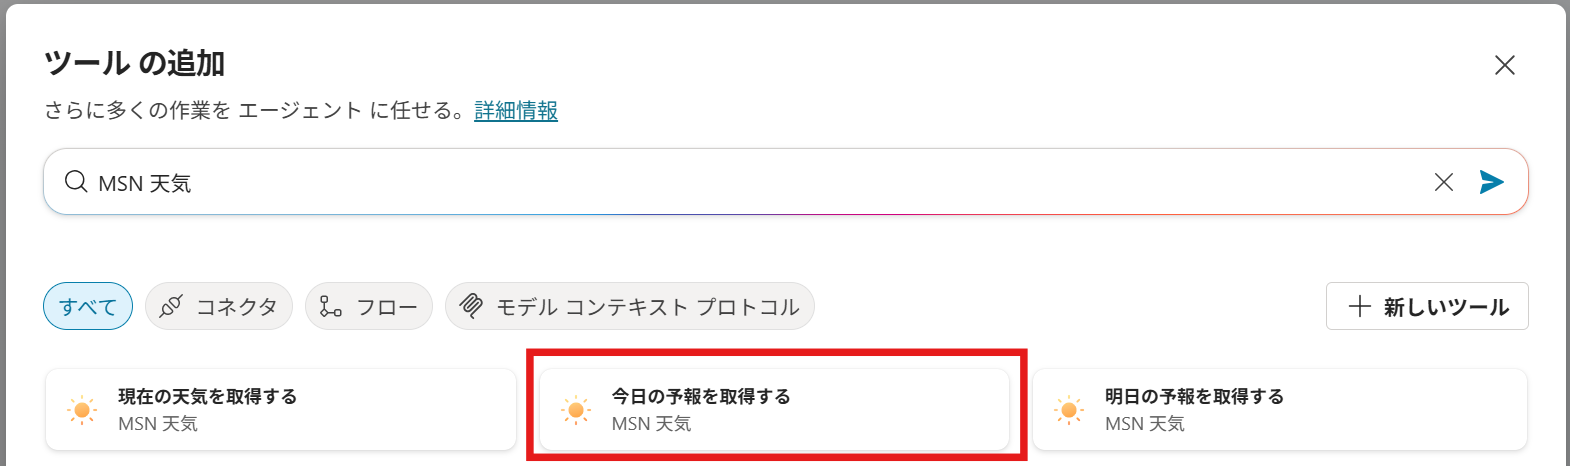 ツール の追加
さらに多くの作業を エージェント に任せる。詳細情報
MSN 天気
すべて
コネクタ
フロー
モデル コンテキスト プロトコル
新しいツール
現在の天気を取得する
MSN 天気
今日の予報を取得する
MSN 天気
明日の予報を取得する
MSN 天気